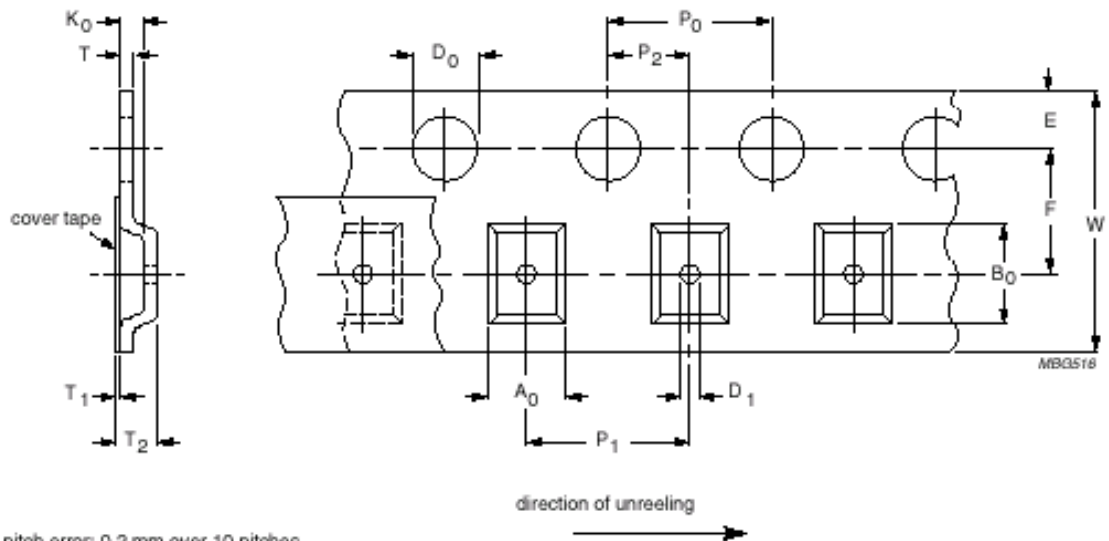 K0
P0
T
D0
P2
E
cover tape
F
W
B0
MBG516
T1
A0
D1
T2
P1
direction of unreeling
pitch error: 0.2 mm over 10 pitches